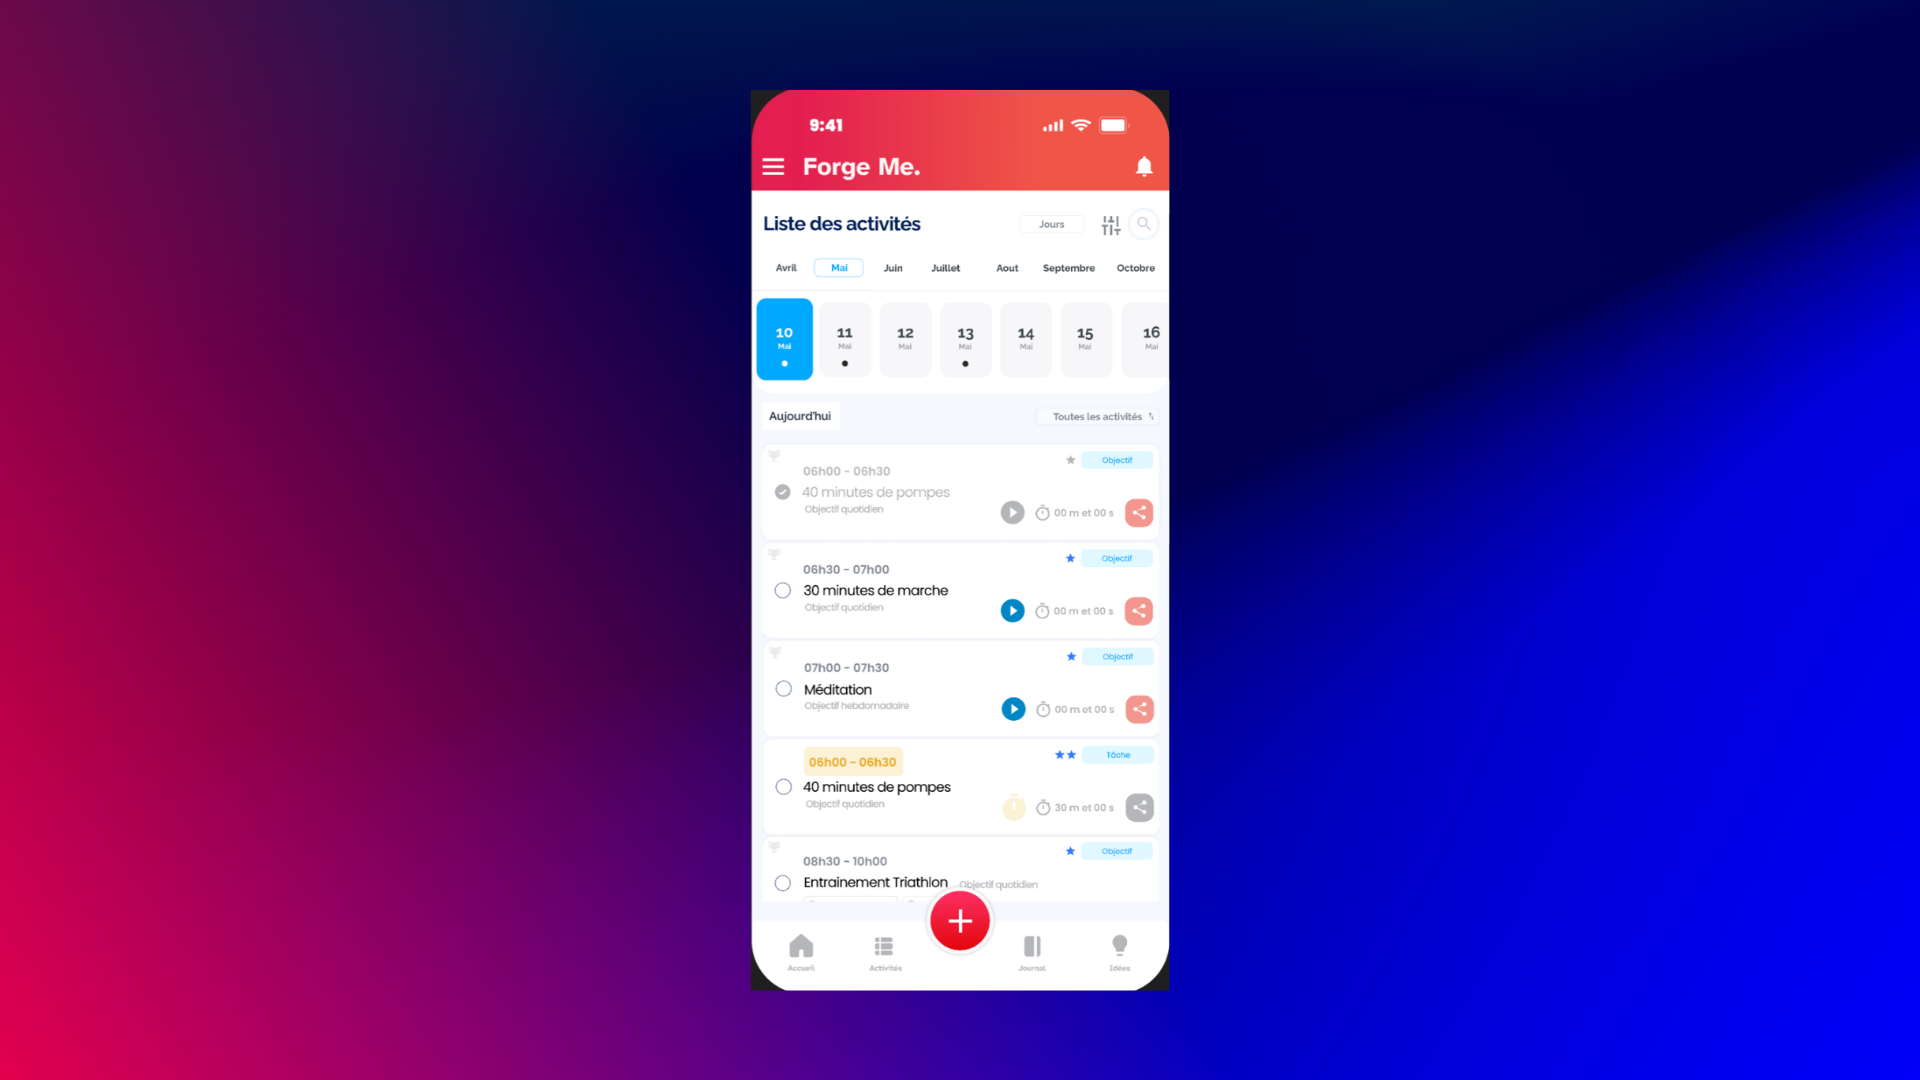 9:41
Forge Me.
Liste des activités
Jours
Avril Mai Juin Juillet Aout Septembre Octobre
10 11 12 13 14 15 16
Mai Mai Mai Mai Mai Mai Mai
Aujourd'hui
Toutes les activités
Objectif
06h00 - 06h30
40 minutes de pompes
Objectif quotidien
00 m et 00 s
Objectif
06h30 - 07h00
30 minutes de marche
Objectif quotidien
00 m et 00 s
Objectif
07h00 - 07h30
Méditation
Objectif hebdomadaire
00 m et 00 s
Tâche
06h00 - 06h30
40 minutes de pompes
Objectif quotidien
30 m et 00 s
Objectif
08h30 - 10h00
Entrainement Triathlon Objectif quotidien
Accueil Activités Journal Idées